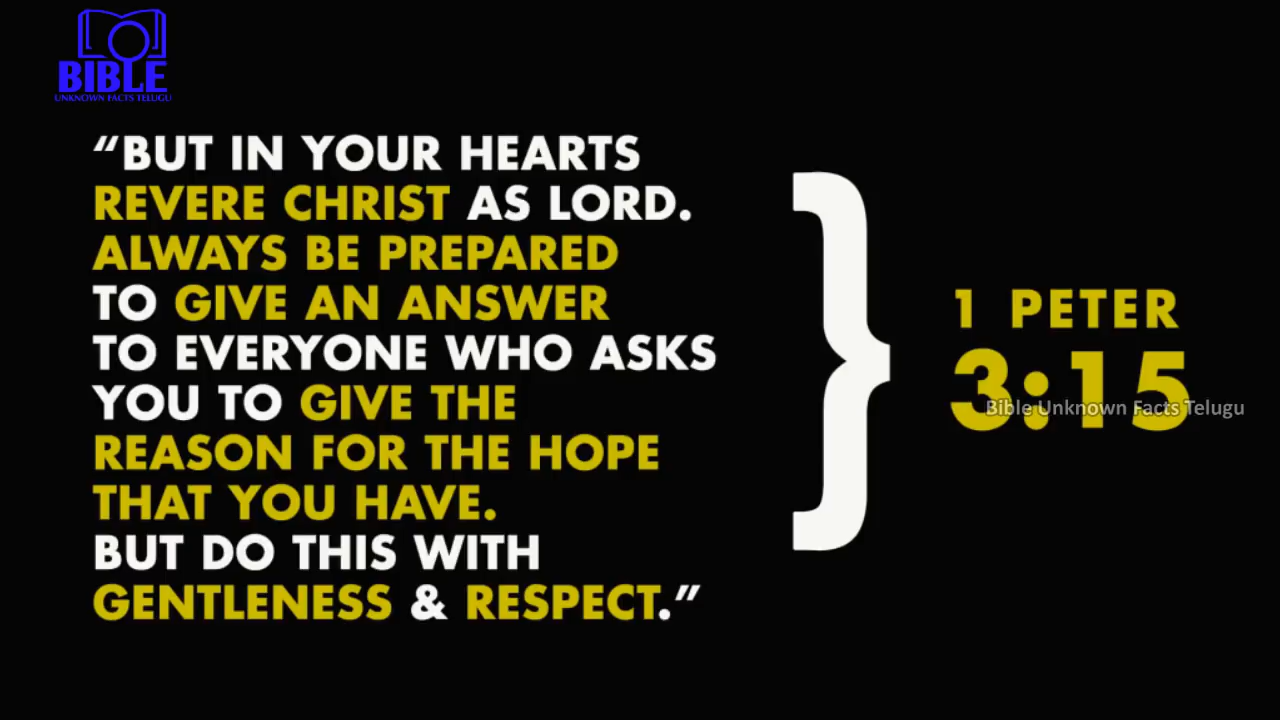 BIBLE
UNKNOWN FACTS TELUGU
“BUT IN YOUR HEARTS
REVERE CHRIST AS LORD.
ALWAYS BE PREPARED
TO GIVE AN ANSWER
TO EVERYONE WHO ASKS
YOU TO GIVE THE
REASON FOR THE HOPE
THAT YOU HAVE.
BUT DO THIS WITH
GENTLENESS & RESPECT.”
1 PETER
3:15
Bible Unknown Facts Telugu